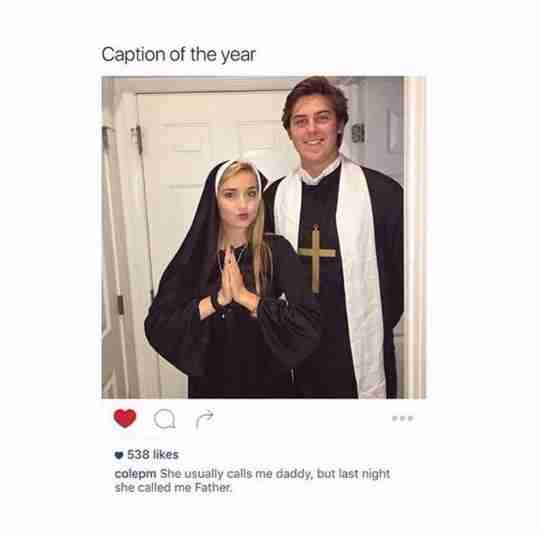 Caption of the year
538 likes
colepm She usually calls me daddy, but last night
she called me Father.